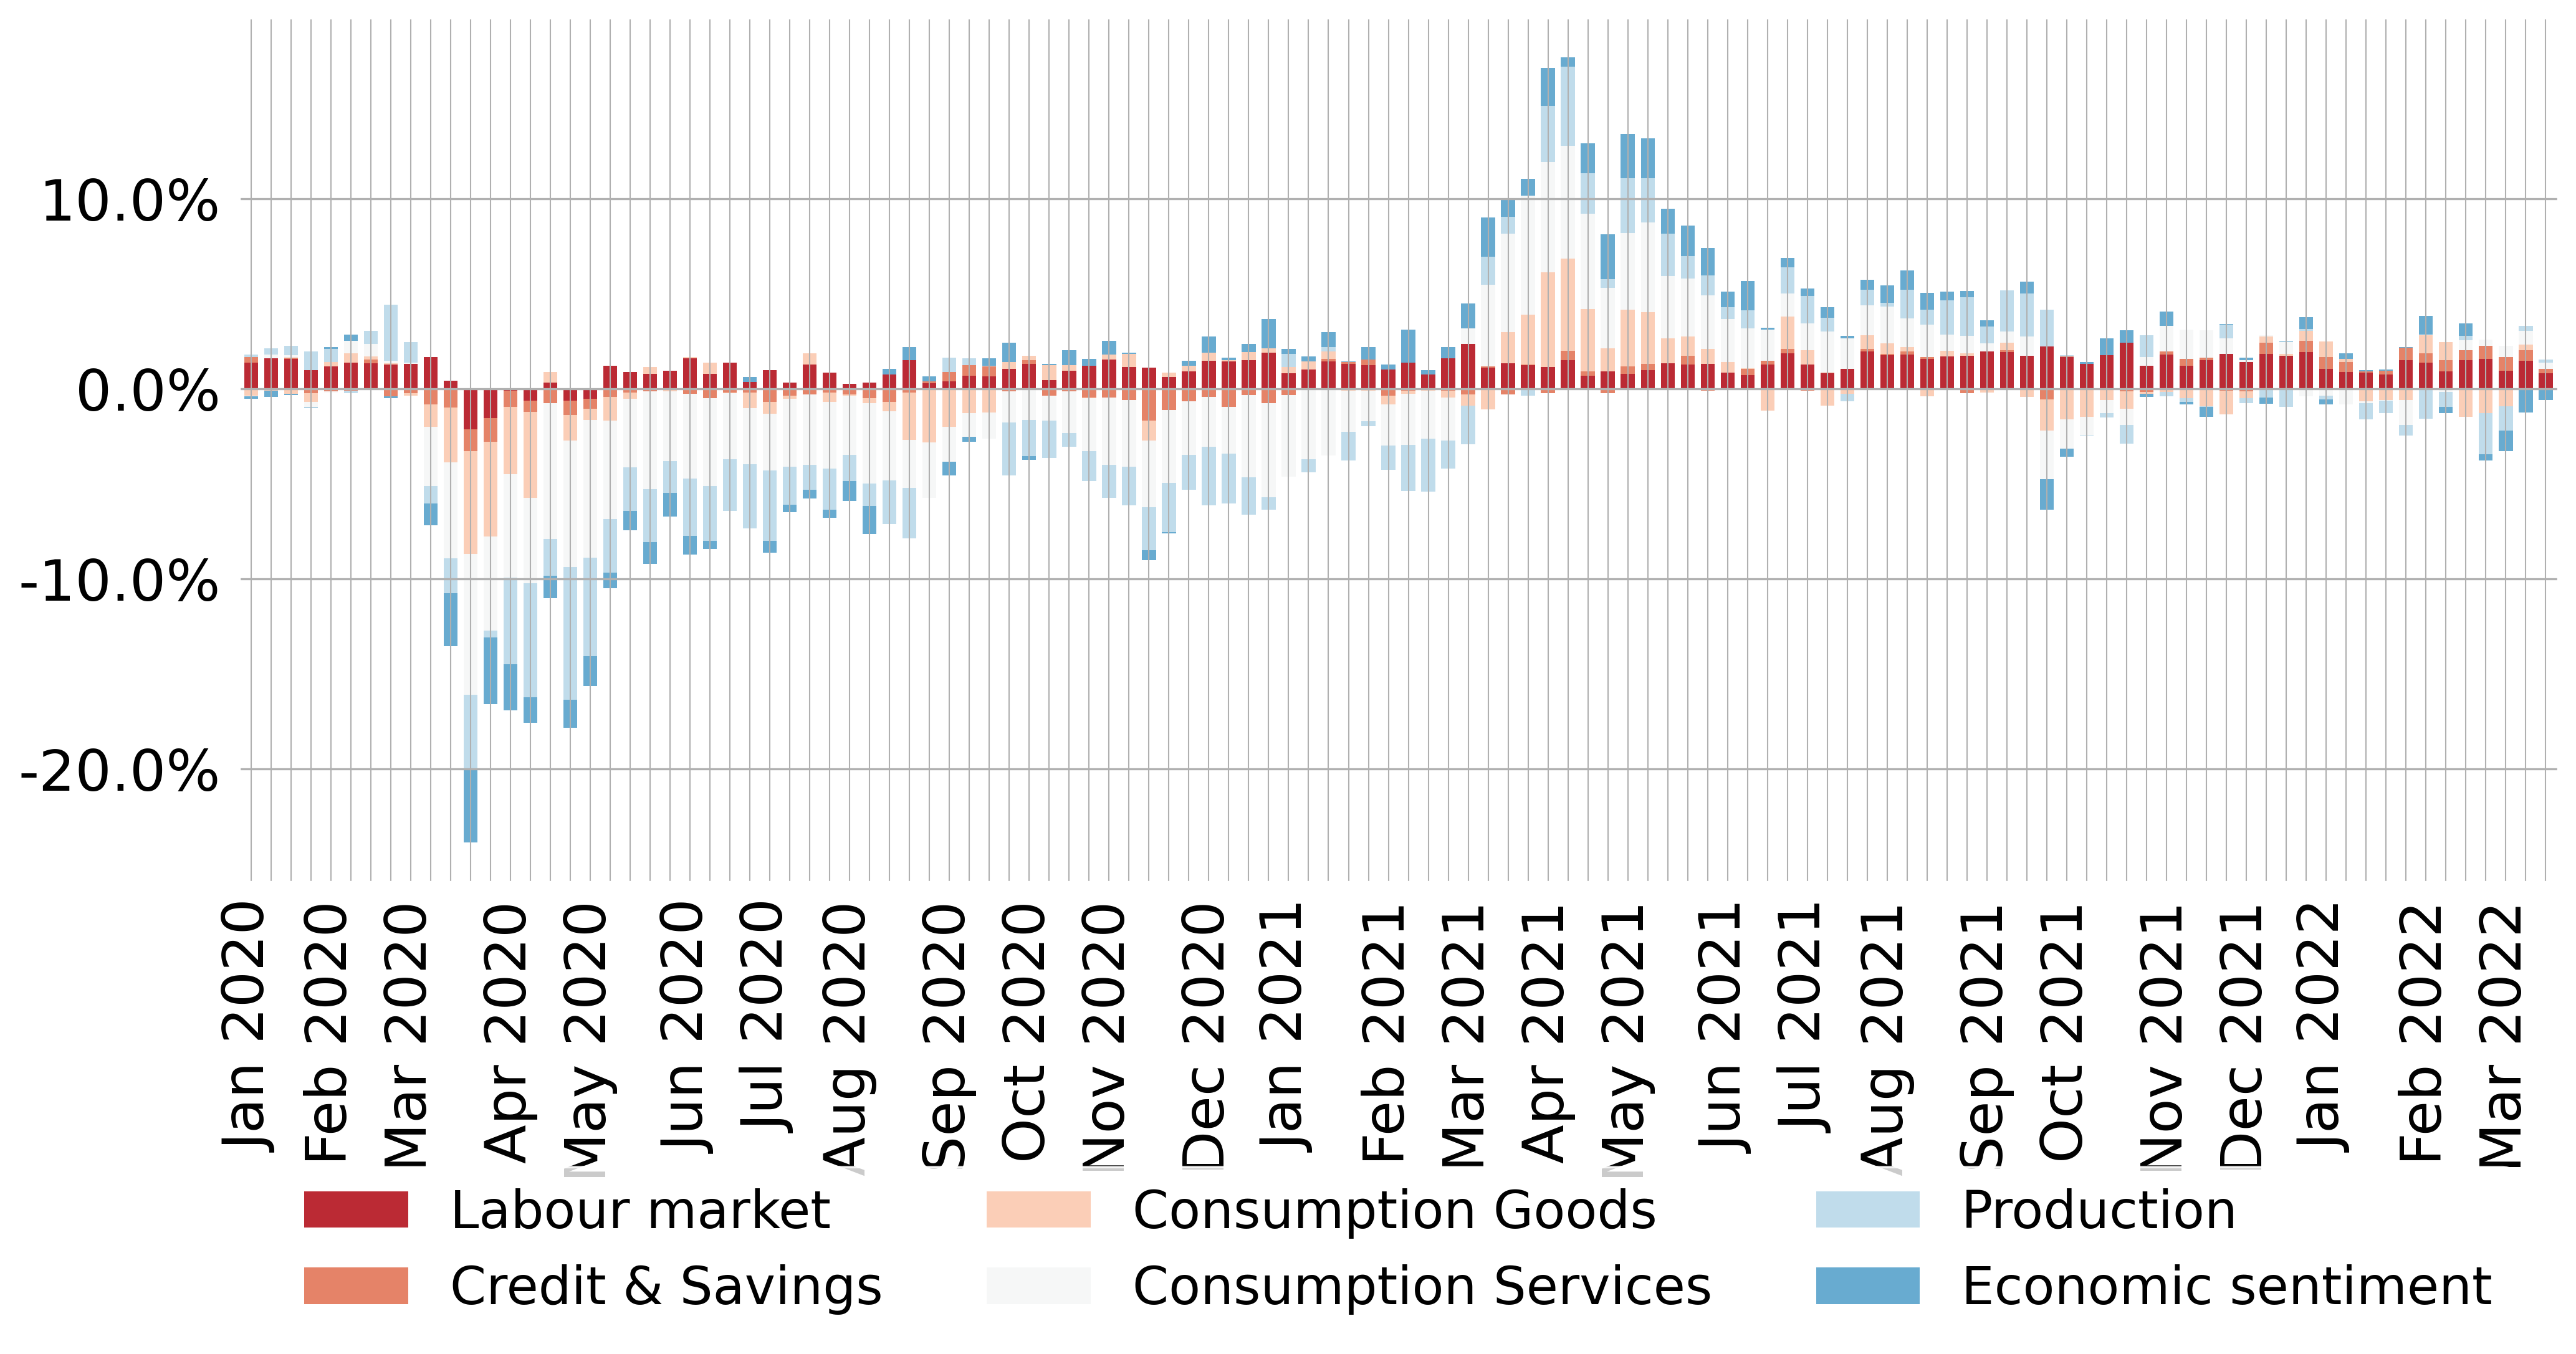 10.0%
0.0%
-10.0%
-20.0%
Jan 2020
Feb 2020
Mar 2020
Apr 2020
May 2020
Jun 2020
Jul 2020
Aug 2020
Sep 2020
Oct 2020
Nov 2020
Dec 2020
Jan 2021
Feb 2021
Mar 2021
Apr 2021
May 2021
Jun 2021
Jul 2021
Aug 2021
Sep 2021
Oct 2021
Nov 2021
Dec 2021
Jan 2022
Feb 2022
Mar 2022
Labour market
Consumption Goods
Production
Credit & Savings
Consumption Services
Economic sentiment